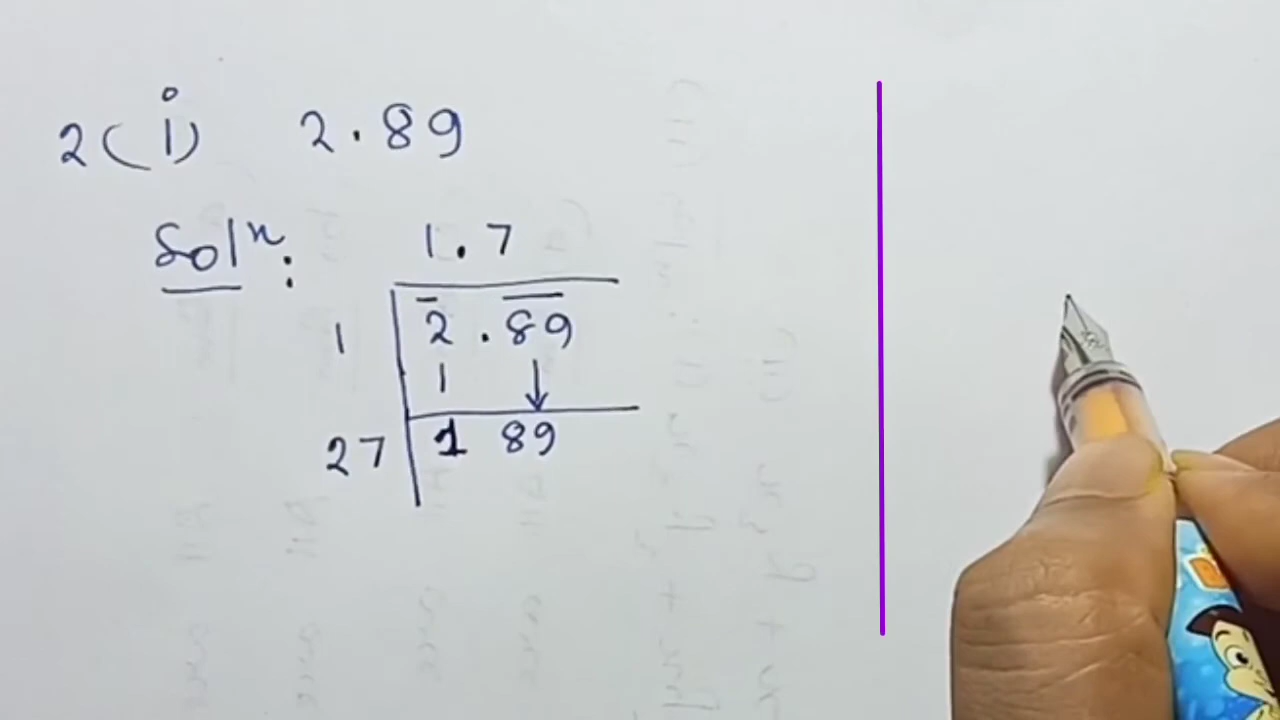 2(i) 2.89
Solⁿ:
1.7
1 2.89
1
27 1 89